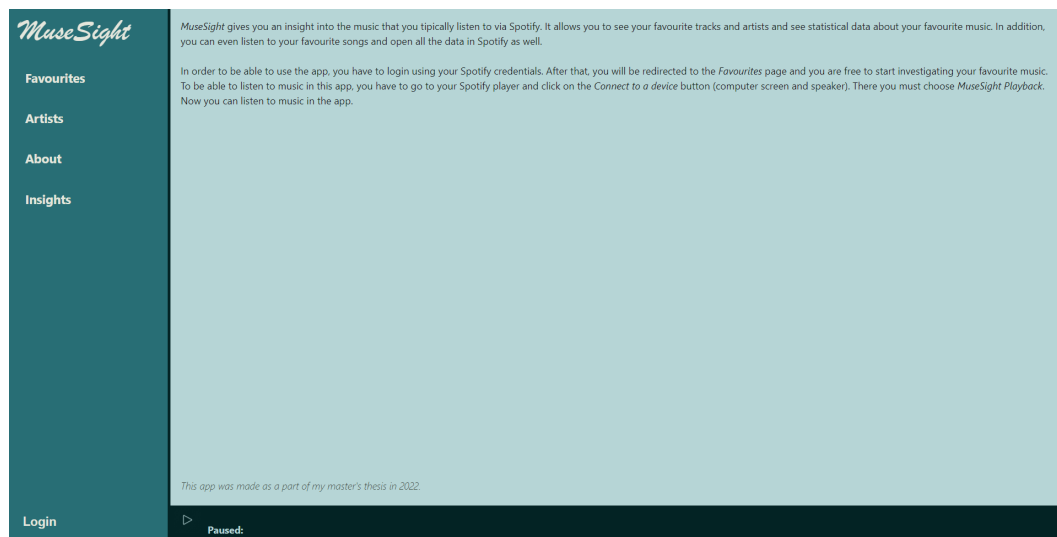 MuseSight
Favourites
Artists
About
Insights
Login
MuseSight gives you an insight into the music that you tipically listen to via Spotify. It allows you to see your favourite tracks and artists and see statistical data about your favourite music. In addition,
you can even listen to your favourite songs and open all the data in Spotify as well.
In order to be able to use the app, you have to login using your Spotify credentials. After that, you will be redirected to the Favourites page and you are free to start investigating your favourite music.
To be able to listen to music in this app, you have to go to your Spotify player and click on the Connect to a device button (computer screen and speaker). There you must choose MuseSight Playback.
Now you can listen to music in the app.
This app was made as a part of my master's thesis in 2022.
Paused: